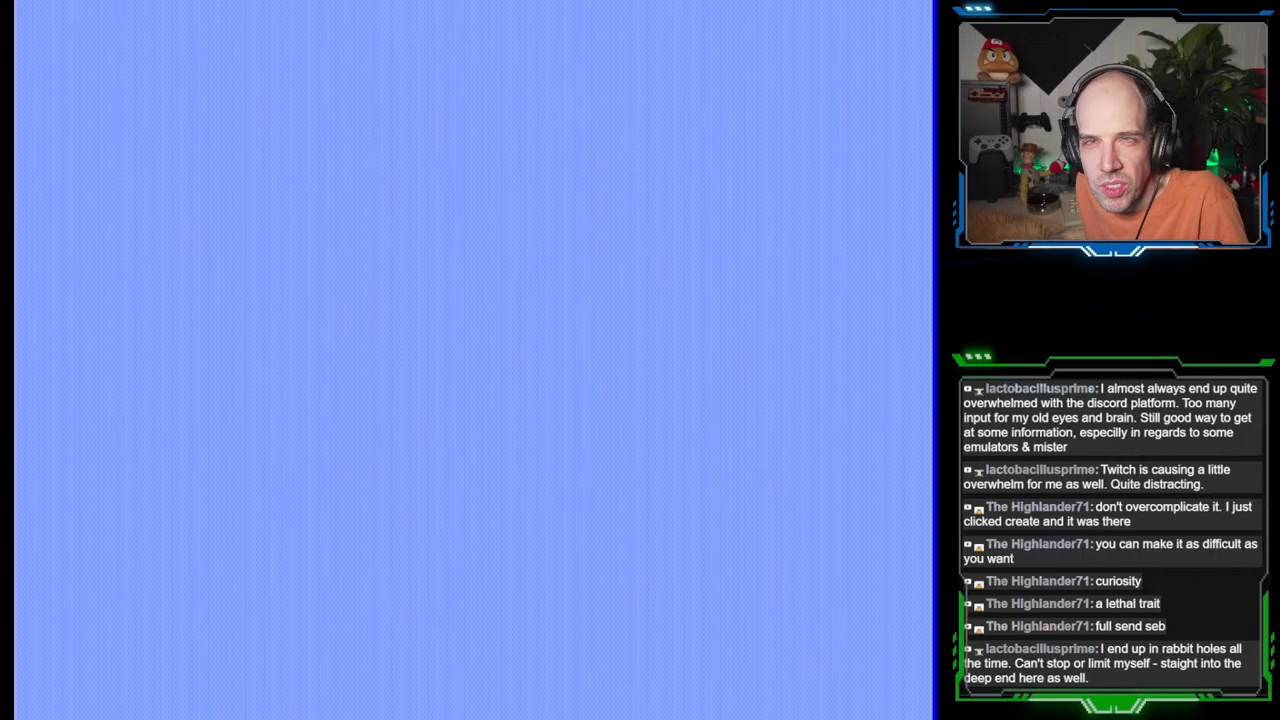 lactobacillusprime: I almost always end up quite
overwhelmed with the discord platform. Too many
input for my old eyes and brain. Still good way to get
at some information, especilly in regards to some
emulators & mister
lactobacillusprime: Twitch is causing a little
overwhelm for me as well. Quite distracting.
The Highlander71: don't overcomplicate it. I just
clicked create and it was there
The Highlander71: you can make it as difficult as
you want
The Highlander71: curiosity
The Highlander71: a lethal trait
The Highlander71: full send seb
lactobacillusprime: I end up in rabbit holes all
the time. Can't stop or limit myself - staight into the
deep end here as well.